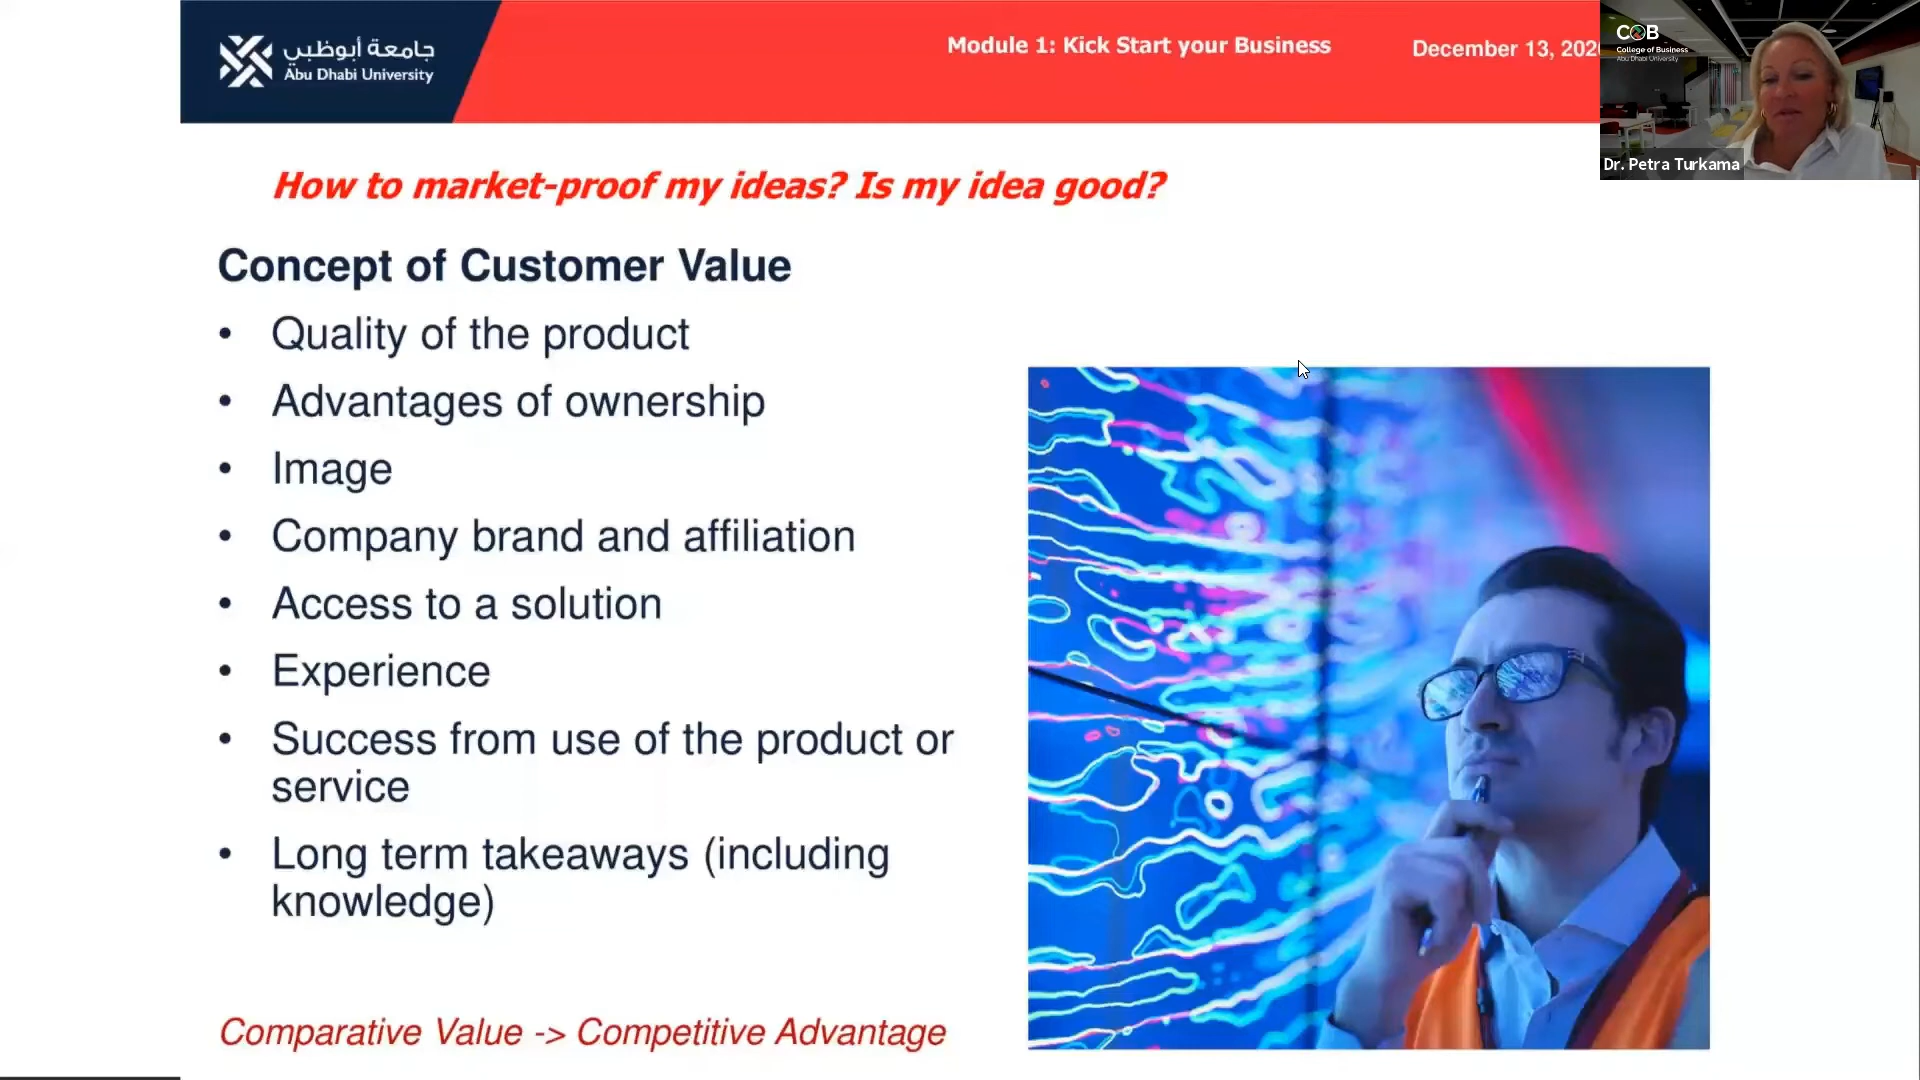 جامعة أبوظبي
Abu Dhabi University
Module 1: Kick Start your Business
December 13, 202
COB
College of Business
Abu Dhabi University
Dr. Petra Turkama
How to market-proof my ideas? Is my idea good?
Concept of Customer Value
• Quality of the product
• Advantages of ownership
• Image
• Company brand and affiliation
• Access to a solution
• Experience
• Success from use of the product or
service
• Long term takeaways (including
knowledge)
Comparative Value -> Competitive Advantage